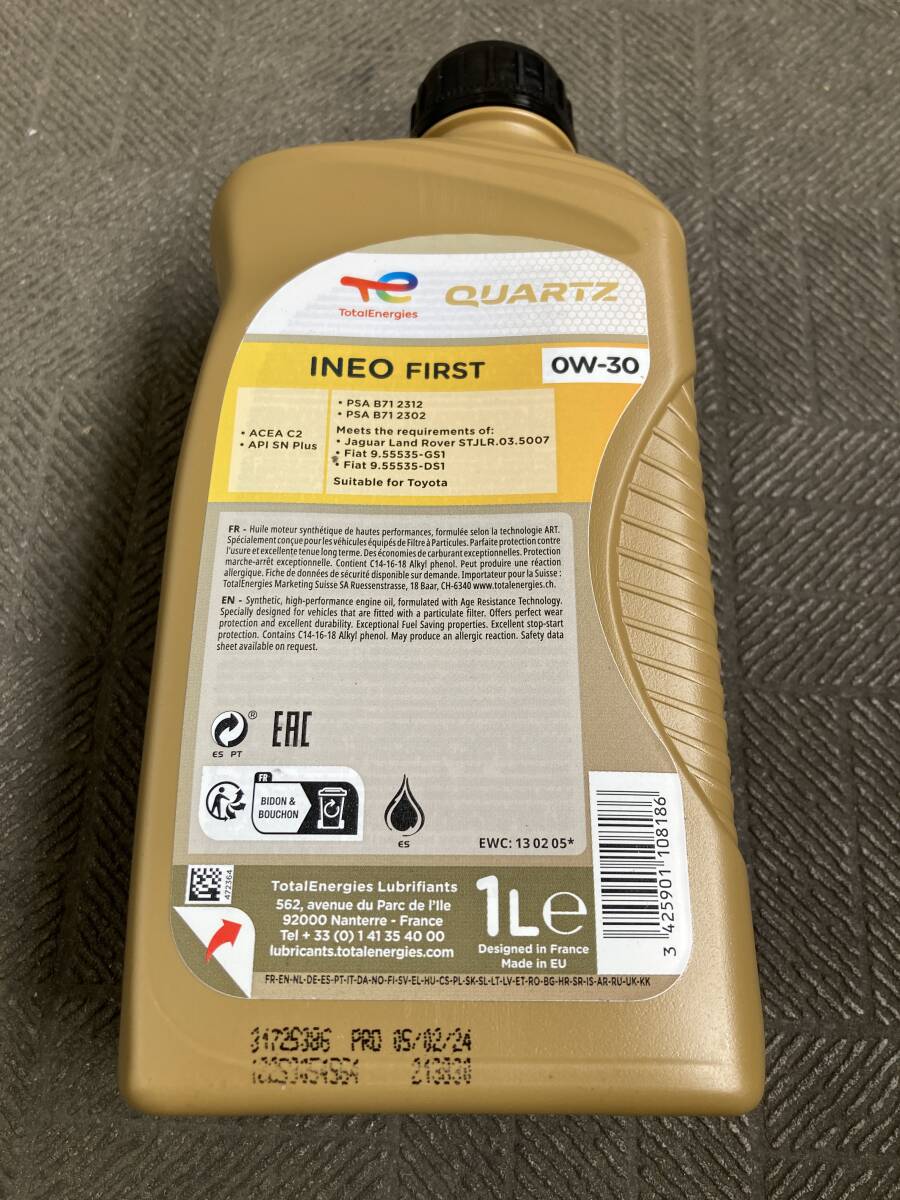 TotalEnergies
QUARTZ
INEO FIRST
0W-30
• ACEA C2
• API SN Plus
• PSA B71 2312
• PSA B71 2302
Meets the requirements of:
• Jaguar Land Rover STJLR.03.5007
• Fiat 9.55535-GS1
• Fiat 9.55535-DS1
Suitable for Toyota
FR - Huile moteur synthétique de hautes performances, formulée selon la technologie ART.
Spécialement conçue pour les véhicules équipés de Filtre à Particules. Parfaite protection contre
l'usure et excellente tenue long terme. Des économies de carburant exceptionnelles. Protection
marche-arrêt exceptionnelle. Contient C14-16-18 Alkyl phenol. Peut produire une réaction
allergique. Fiche de données de sécurité disponible sur demande. Importateur pour la Suisse :
TotalEnergies Marketing Suisse SA Ruessenstrasse, 18 Baar, CH-6340 www.totalenergies.ch.
EN - Synthetic, high-performance engine oil, formulated with Age Resistance Technology.
Specially designed for vehicles that are fitted with a particulate filter. Offers perfect wear
protection and excellent durability. Exceptional Fuel Saving properties. Excellent stop-start
protection. Contains C14-16-18 Alkyl phenol. May produce an allergic reaction. Safety data
sheet available on request.
®
ES PT
EAC
FR
BIDON &
BOUCHON
ES
EWC: 13 02 05*
472364
TotalEnergies Lubrifiants
562, avenue du Parc de l'Ile
92000 Nanterre - France
Tel + 33 (0) 1 41 35 40 00
lubricants.totalenergies.com
1L e
Designed in France
Made in EU
3 425901 108186
FR-EN-NL-DE-ES-PT-IT-DA-NO-FI-SV-EL-HU-CS-PL-SK-SL-LT-LV-ET-RO-BG-HR-SR-IS-AR-RU-UK-KK
31725386 PRO 05/02/24